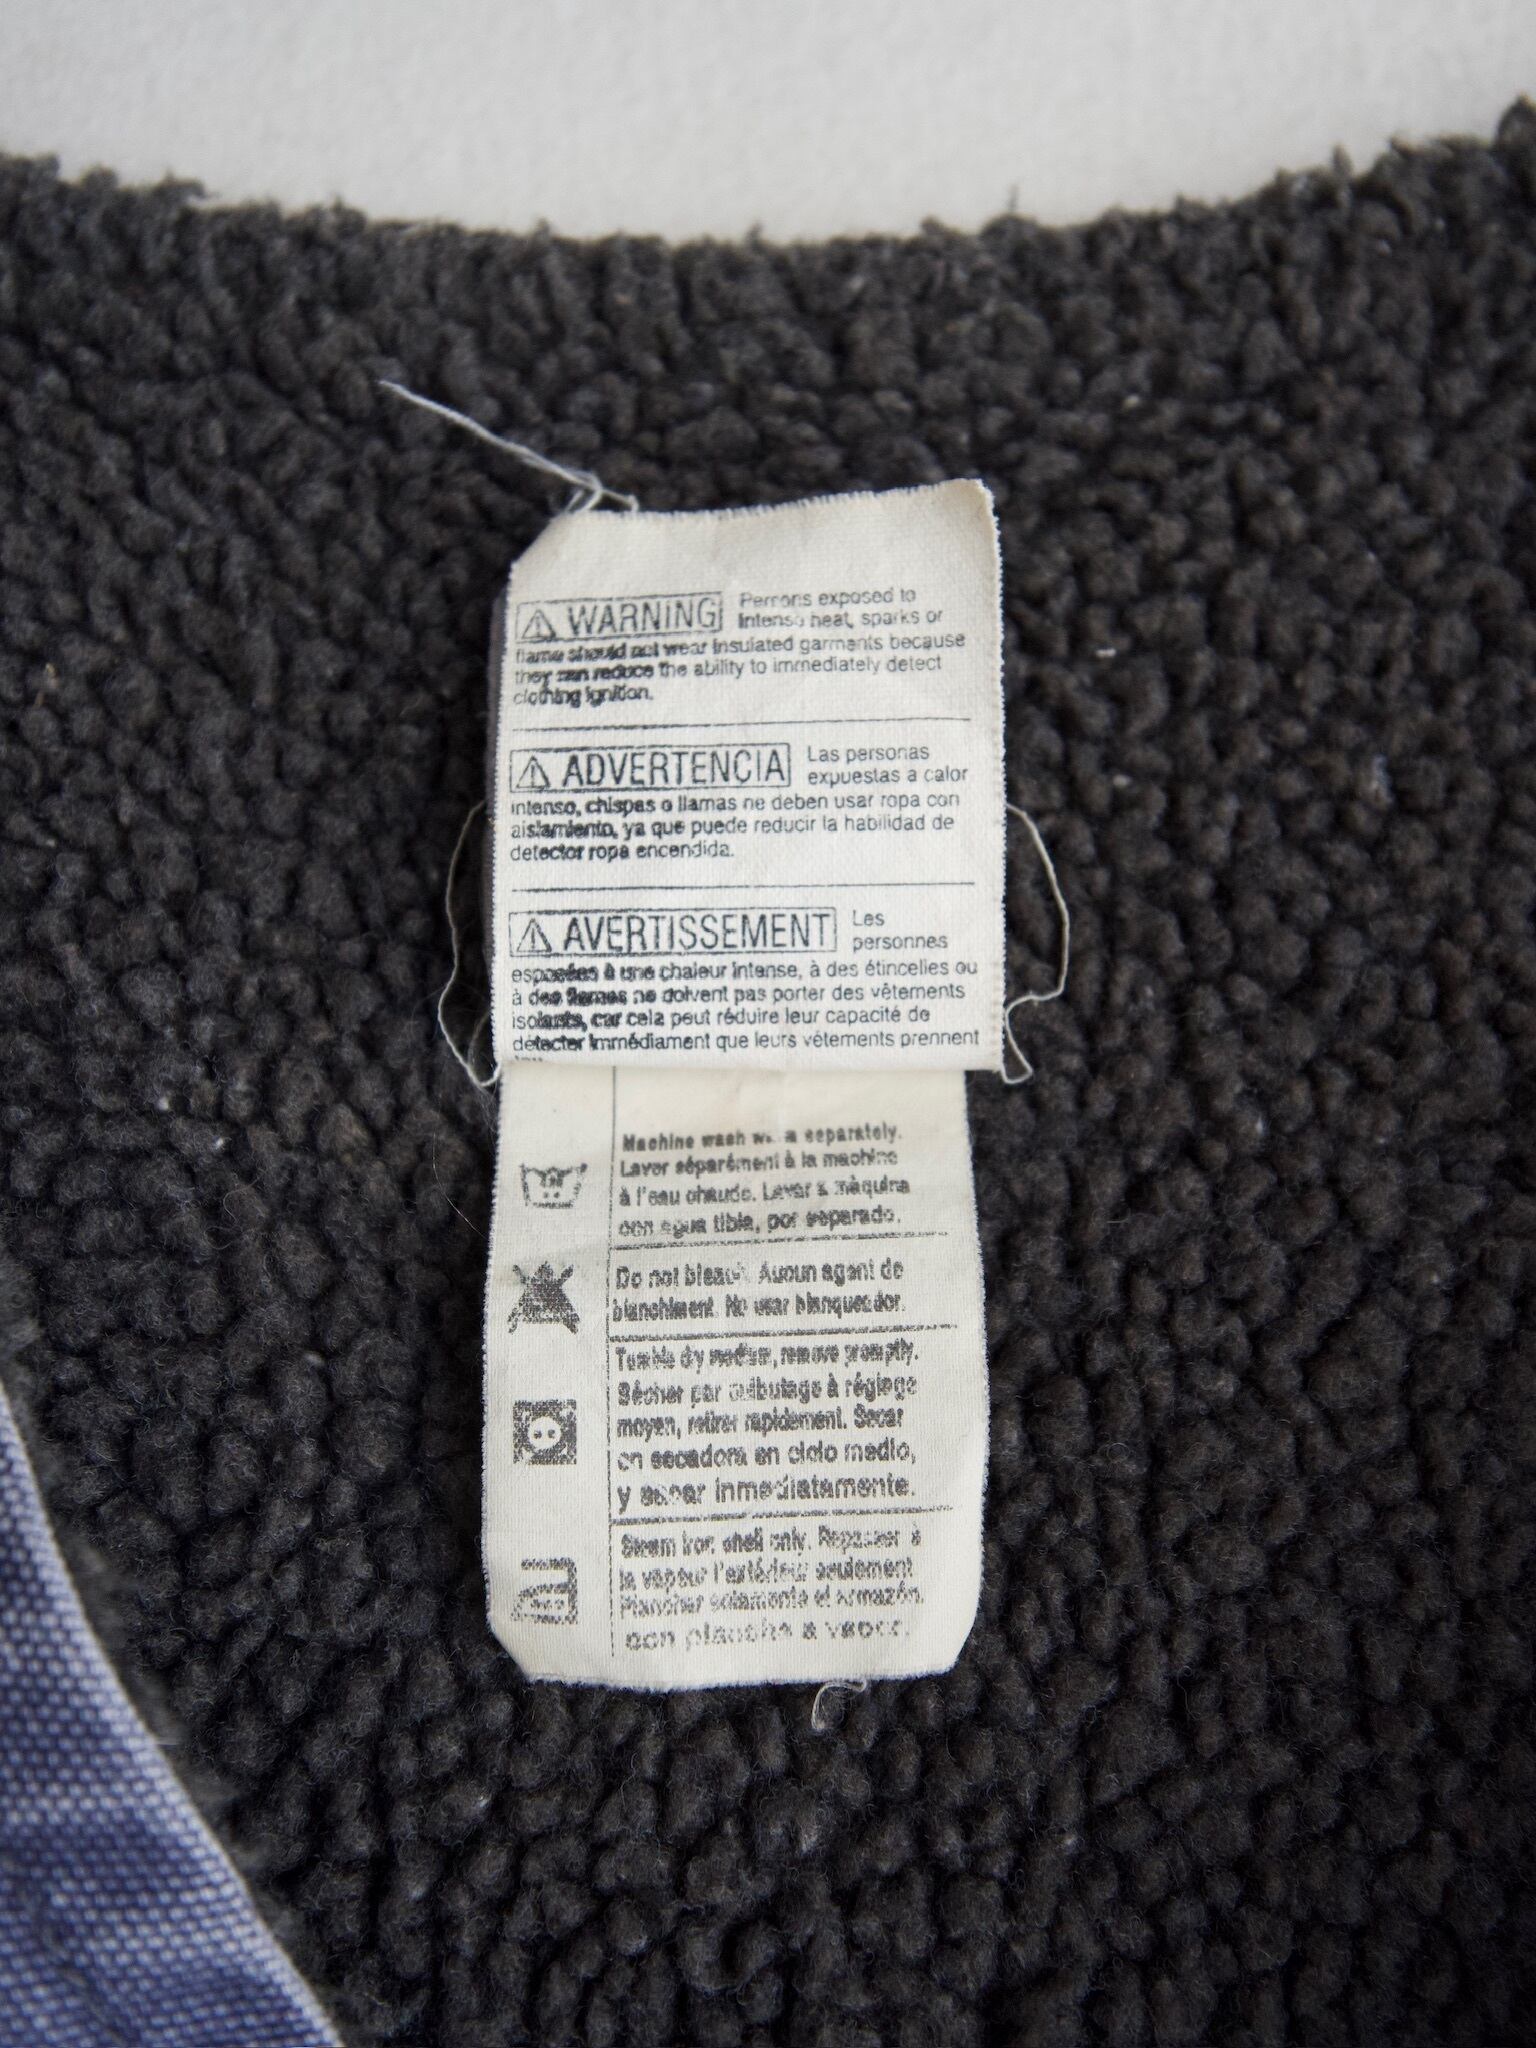 WARNING Persons exposed to
intense heat, sparks or
flame should not wear insulated garments because
they can reduce the ability to immediately detect
clothing ignition.
ADVERTENCIA Las personas
expuestas a calor
intenso, chispas o llamas ne deben usar ropa con
aislamiento, ya que puede reducir la habilidad de
detector ropa encendida.
AVERTISSEMENT Les
personnes
esposées à une chaleur intense, à des étincelles ou
à des flames ne doivent pas porter des vêtements
isolants, car cela peut réduire leur capacité de
détecter immédiament que leurs vétements prennent
Machine wash separately.
Laver séparément à la machine
à l'eau chaude. Lavar a máquina
con agua tibia, por separado.
Do not bleach. Aucun agent de
blanchiment. No usar blanqueador.
Tumble dry medium, remove promptly.
Sécher par culbutage à réglage
moyen, retirer rapidement. Secar
en secadora en ciclo medio,
y sacar inmediatamente.
Steam iron shell only. Repasser à
la vapeur l'extérieur seulement
Planchar solamente el armazón.
con plancha a vapor.